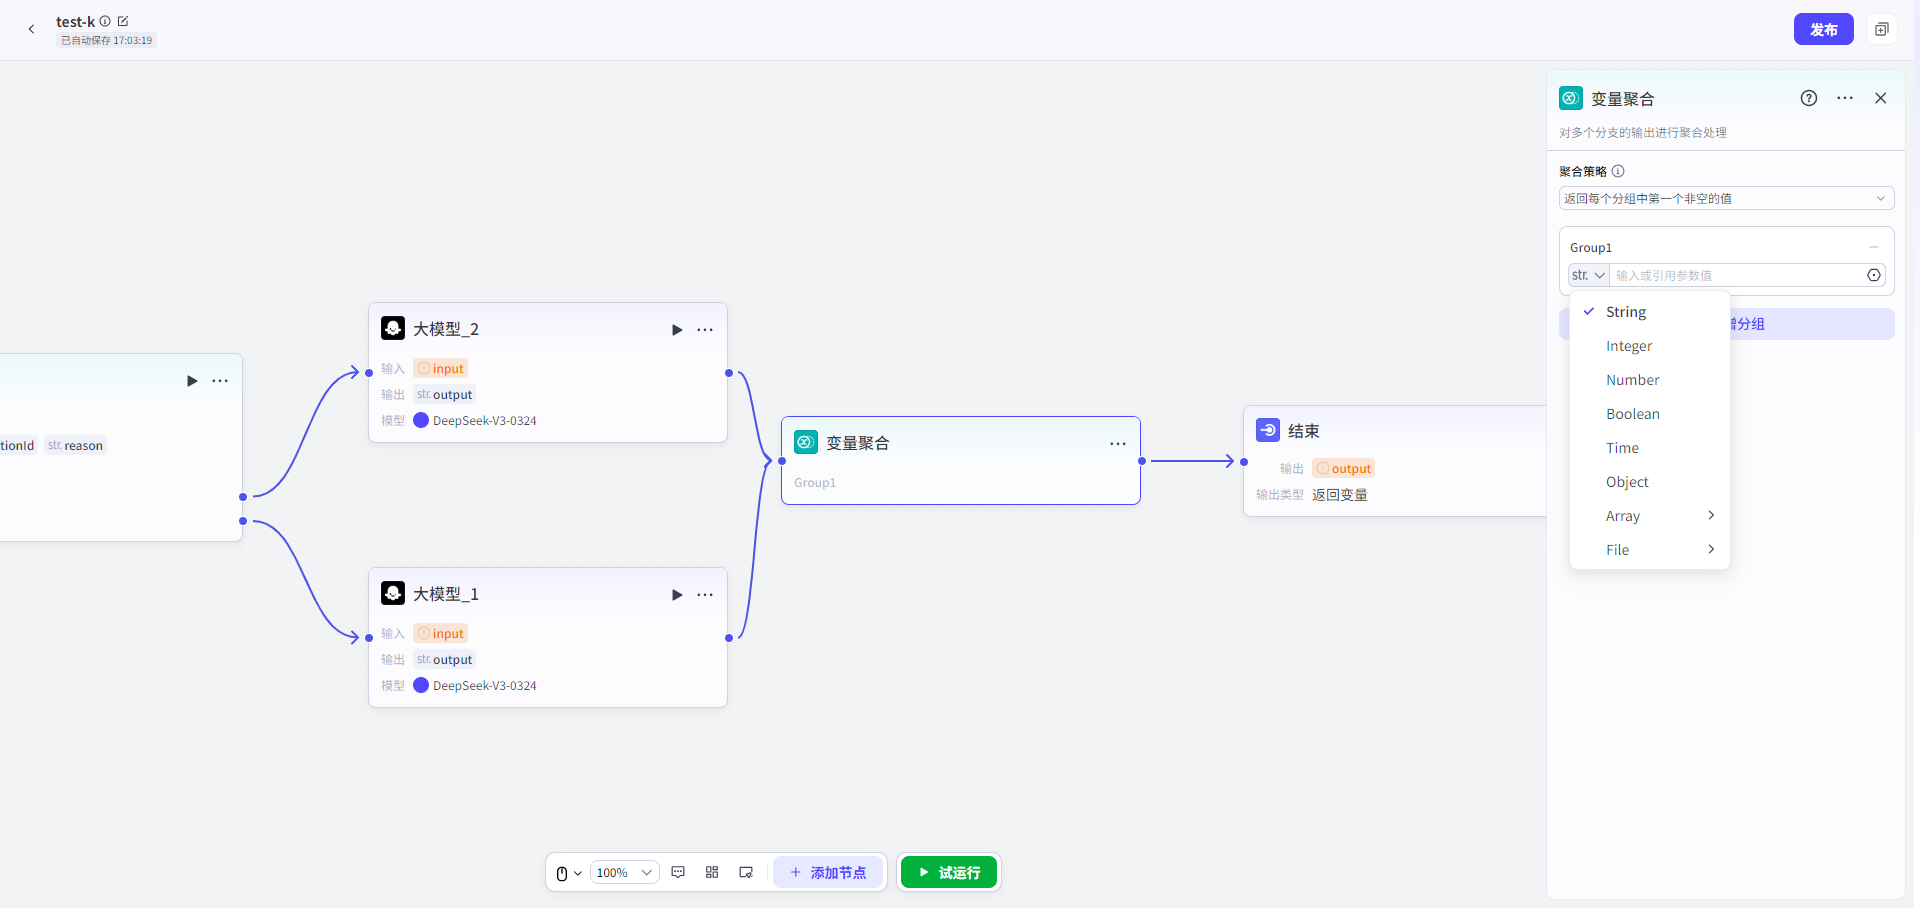 test-k
已自动保存 17:03:19
发布
tionId
str. reason
大模型_2
输入 input
输出 str. output
模型 DeepSeek-V3-0324
大模型_1
输入 input
输出 str. output
模型 DeepSeek-V3-0324
变量聚合
Group1
结束
输出 output
输出类型 返回变量
变量聚合
对多个分支的输出进行聚合处理
聚合策略
返回每个分组中第一个非空的值
Group1
str. 输入或引用参数值
分组
String
Integer
Number
Boolean
Time
Object
Array
File
100%
添加节点
试运行